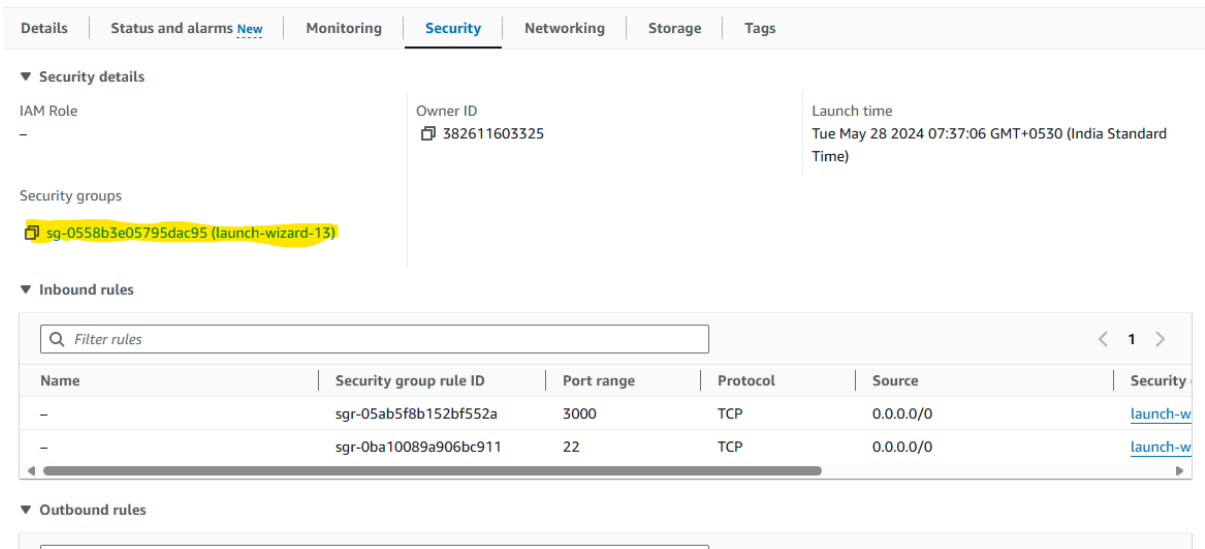 Details Status and alarms New Monitoring Security Networking Storage Tags
Security details
IAM Role
–
Owner ID
382611603325
Launch time
Tue May 28 2024 07:37:06 GMT+0530 (India Standard
Time)
Security groups
sg-0558b3e05795dac95 (launch-wizard-13)
Inbound rules
Filter rules
1
Name Security group rule ID Port range Protocol Source Security
– sgr-05ab5f8b152bf552a 3000 TCP 0.0.0.0/0 launch-w
– sgr-0ba10089a906bc911 22 TCP 0.0.0.0/0 launch-w
Outbound rules